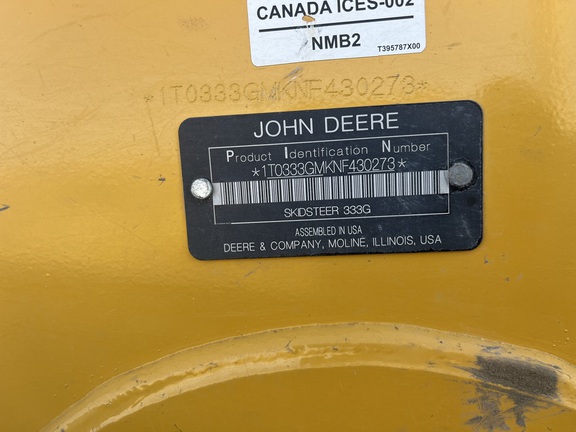 CANADA ICES-002
NMB2
T395787X00
*1T0333GMKNF430273*
JOHN DEERE
Product Identification Number
*1T0333GMKNF430273*
SKIDSTEER 333G
ASSEMBLED IN USA
DEERE & COMPANY, MOLINE, ILLINOIS, USA